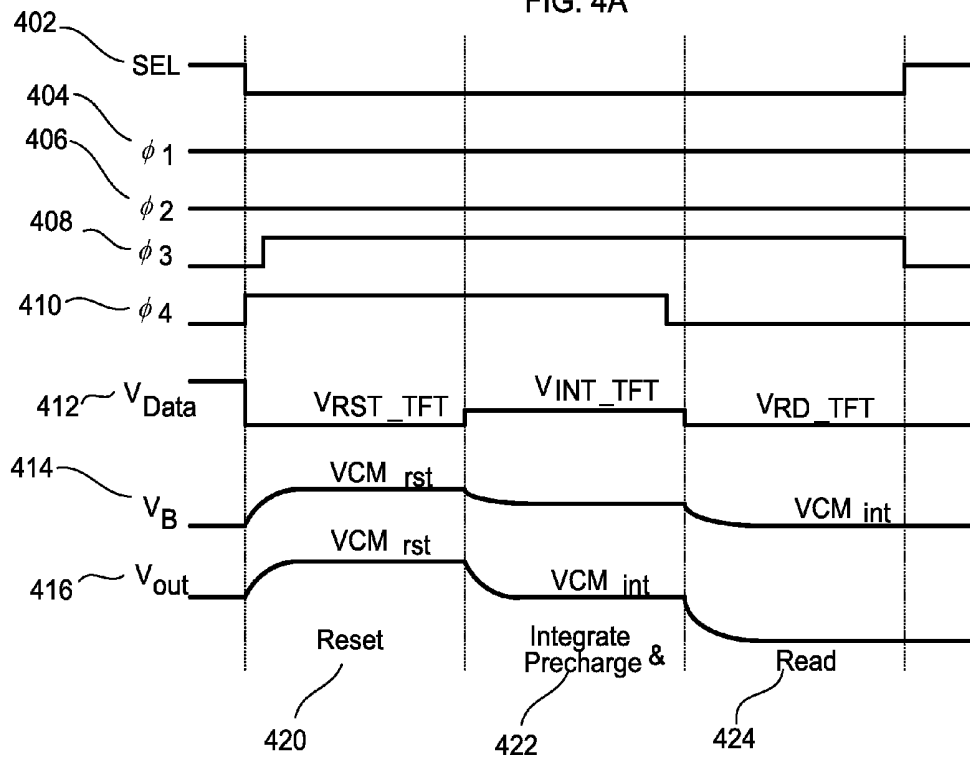 FIG. 4A
402
SEL
404
ϕ1
406
ϕ2
408
ϕ3
410
ϕ4
412
VData
VRST_TFT
VINT_TFT
VRD_TFT
414
VB
VCM rst
VCM int
416
Vout
VCM rst
VCM int
Reset
Integrate
Precharge &
Read
420
422
424